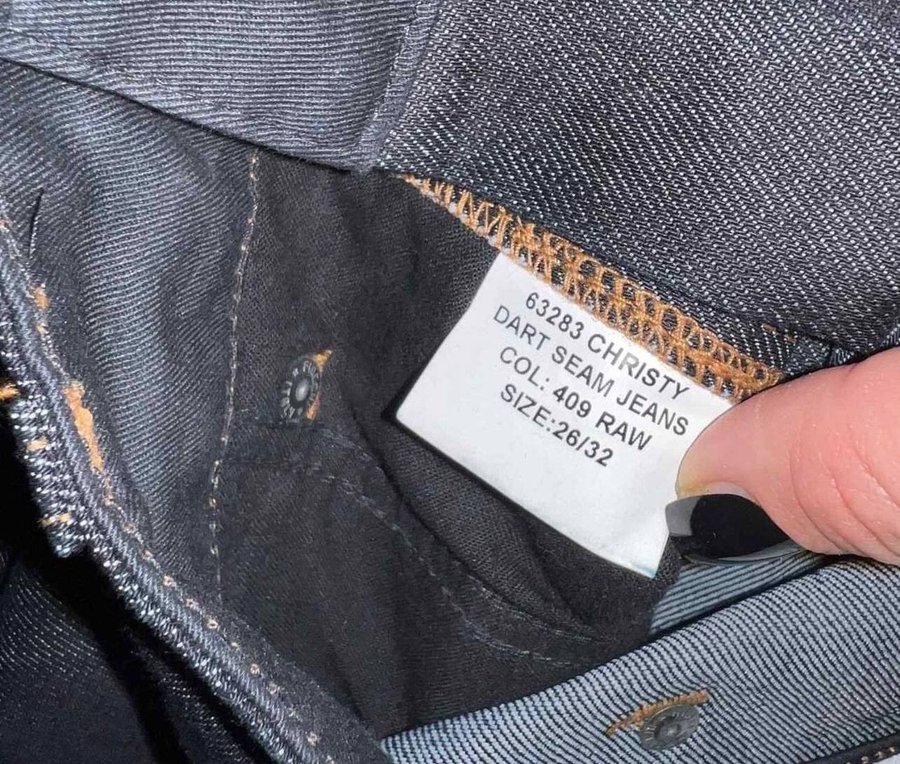 63283 CHRISTY
DART SEAM JEANS
COL: 409 RAW
SIZE:26/32